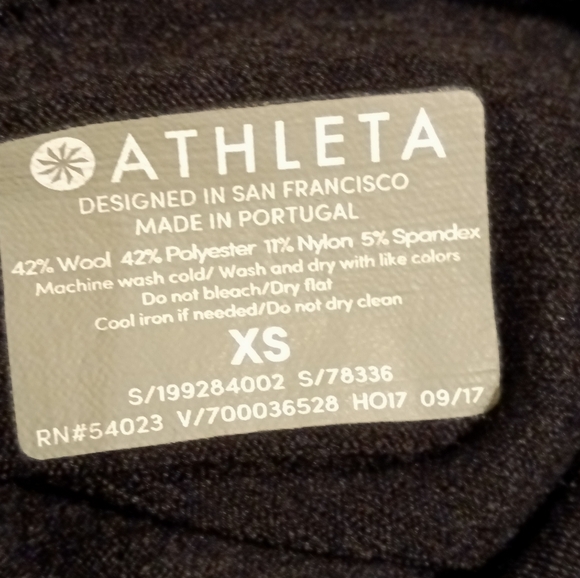 ATHLETA
DESIGNED IN SAN FRANCISCO
MADE IN PORTUGAL
42% Wool 42% Polyester 11% Nylon 5% Spandex
Machine wash cold/ Wash and dry with like colors
Do not bleach/Dry flat
Cool iron if needed/Do not dry clean
XS
S/199284002 S/78336
RN#54023 V/700036528 HO17 09/17